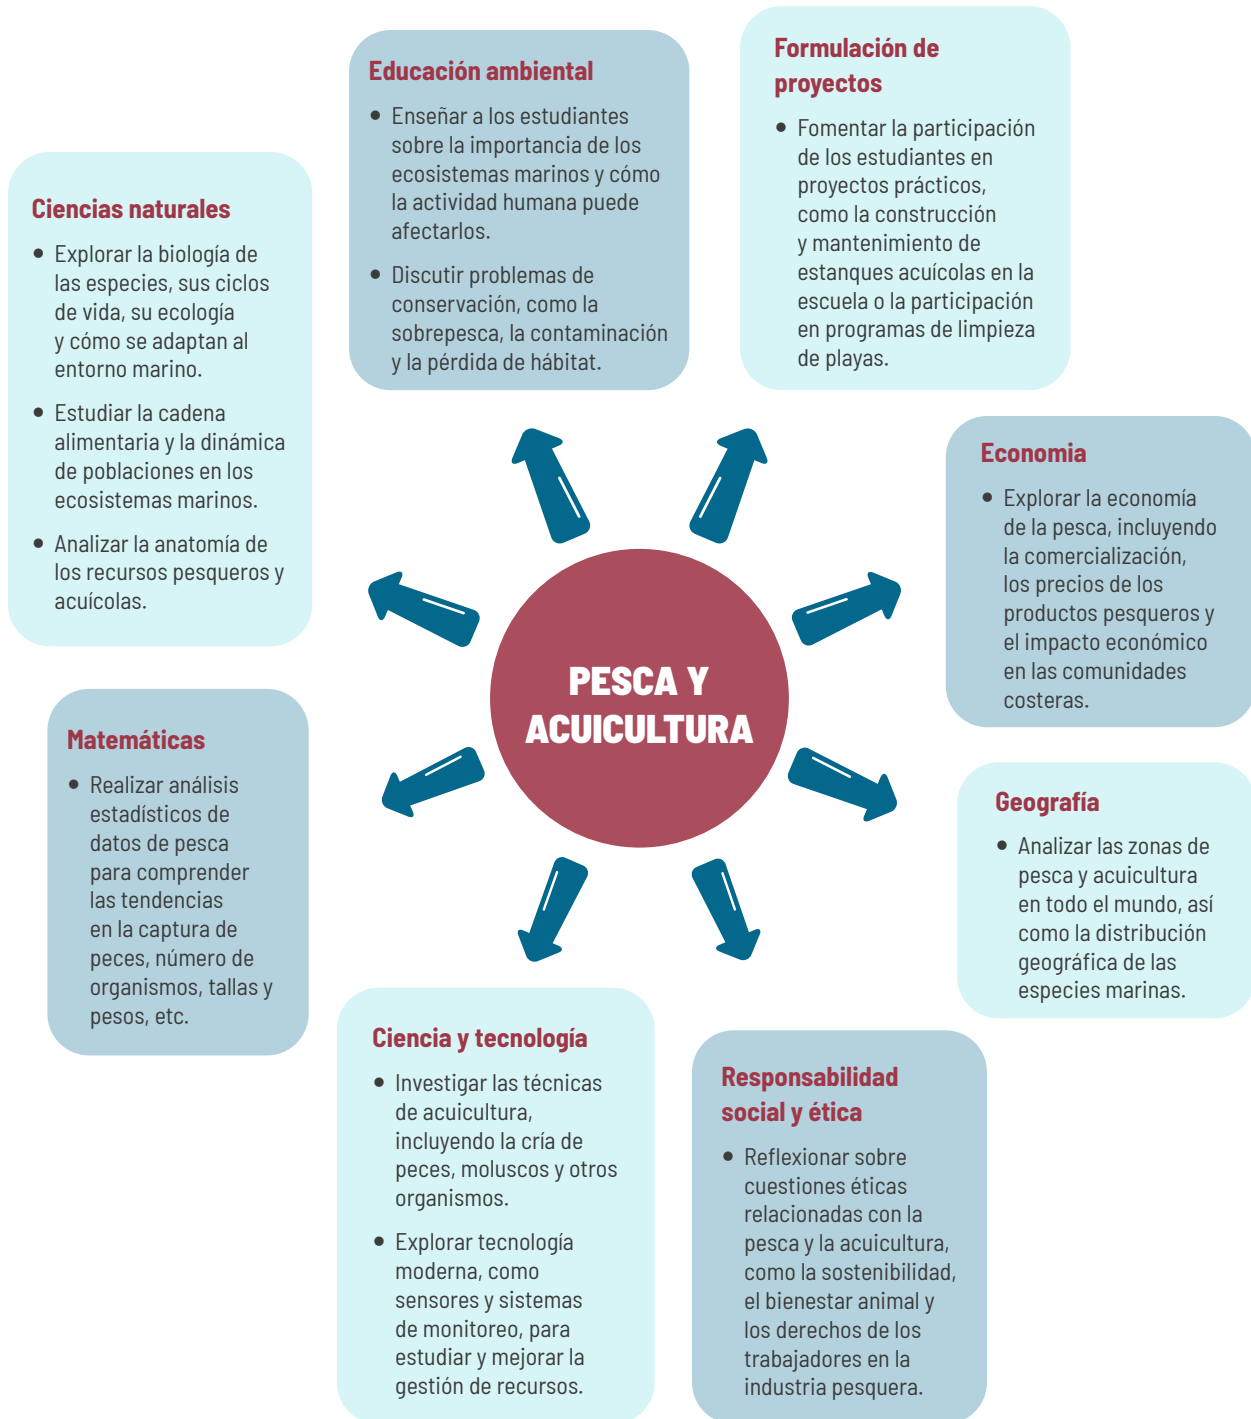 Educación ambiental
• Enseñar a los estudiantes
sobre la importancia de los
ecosistemas marinos y cómo
la actividad humana puede
afectarlos.
• Discutir problemas de
conservación, como la
sobrepesca, la contaminación
y la pérdida de hábitat.
Formulación de
proyectos
• Fomentar la participación
de los estudiantes en
proyectos prácticos,
como la construcción
y mantenimiento de
estanques acuícolas en la
escuela o la participación
en programas de limpieza
de playas.
Ciencias naturales
• Explorar la biología de
las especies, sus ciclos
de vida, su ecología
y cómo se adaptan al
entorno marino.
• Estudiar la cadena
alimentaria y la dinámica
de poblaciones en los
ecosistemas marinos.
• Analizar la anatomía de
los recursos pesqueros y
acuícolas.
Economia
• Explorar la economía
de la pesca, incluyendo
la comercialización,
los precios de los
productos pesqueros y
el impacto económico
en las comunidades
costeras.
PESCA Y
ACUICULTURA
Matemáticas
• Realizar análisis
estadísticos de
datos de pesca
para comprender
las tendencias
en la captura de
peces, número de
organismos, tallas y
pesos, etc.
Geografía
• Analizar las zonas de
pesca y acuicultura
en todo el mundo, así
como la distribución
geográfica de las
especies marinas.
Ciencia y tecnología
• Investigar las técnicas
de acuicultura,
incluyendo la cría de
peces, moluscos y otros
organismos.
• Explorar tecnología
moderna, como
sensores y sistemas
de monitoreo, para
estudiar y mejorar la
gestión de recursos.
Responsabilidad
social y ética
• Reflexionar sobre
cuestiones éticas
relacionadas con la
pesca y la acuicultura,
como la sostenibilidad,
el bienestar animal y
los derechos de los
trabajadores en la
industria pesquera.